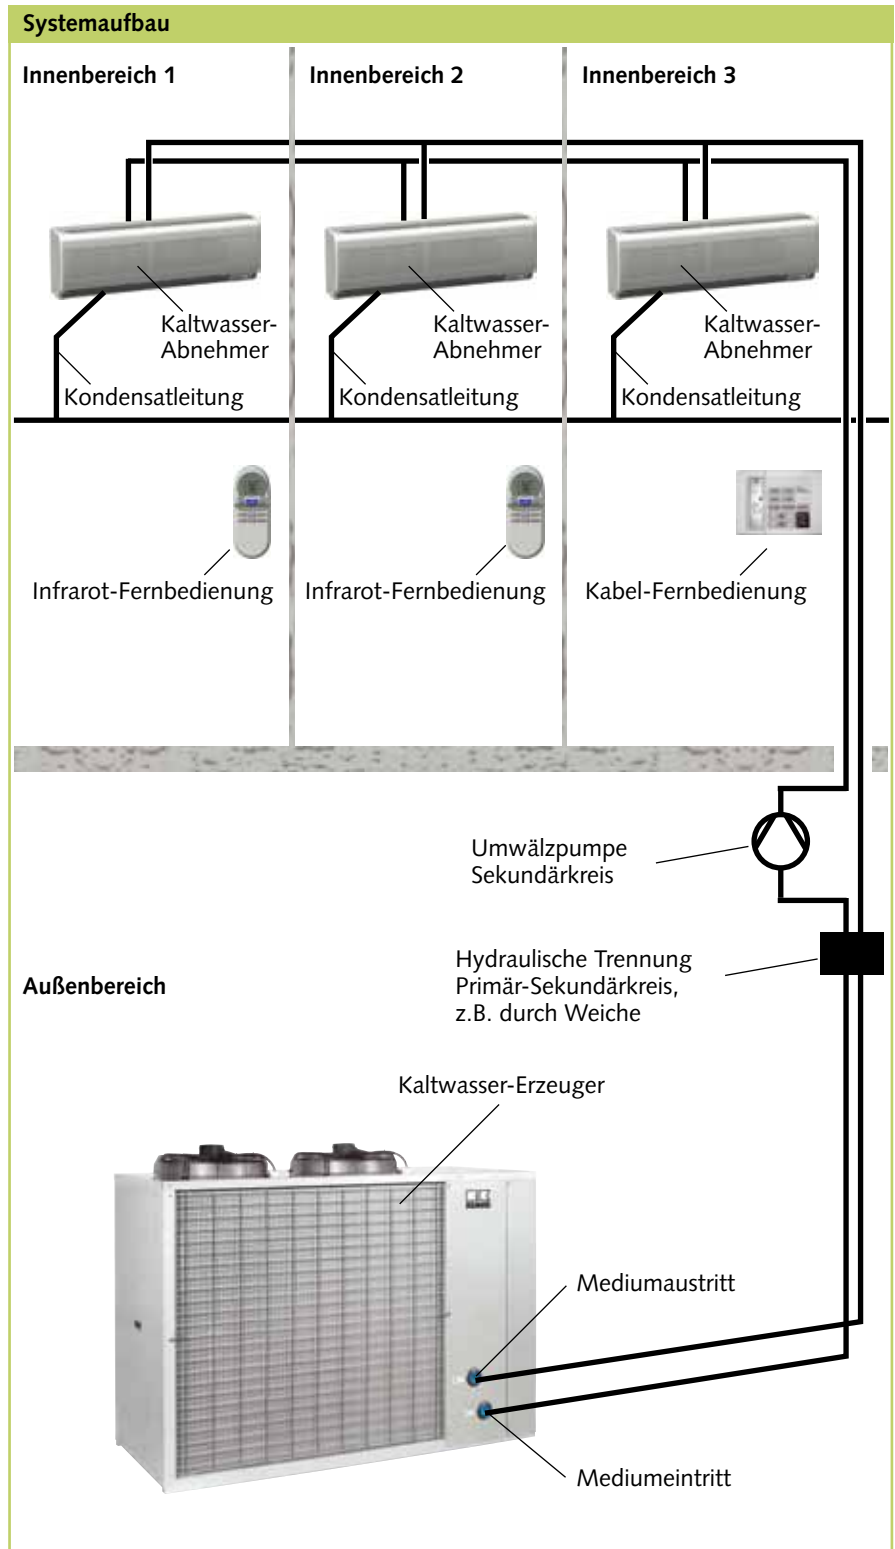 Systemaufbau
Innenbereich 1
Innenbereich 2
Innenbereich 3
Kaltwasser-
Abnehmer
Kaltwasser-
Abnehmer
Kaltwasser-
Abnehmer
Kondensatleitung
Kondensatleitung
Kondensatleitung
Infrarot-Fernbedienung
Infrarot-Fernbedienung
Kabel-Fernbedienung
Umwälzpumpe
Sekundärkreis
Hydraulische Trennung
Primär-Sekundärkreis,
z.B. durch Weiche
Außenbereich
Kaltwasser-Erzeuger
Mediumaustritt
Mediumeintritt